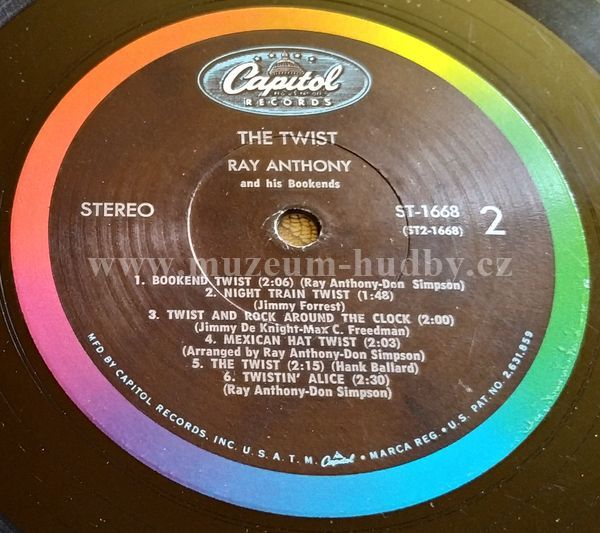 Capitol
RECORDS
THE TWIST
RAY ANTHONY
and his Bookends
STEREO
ST-1668
(ST2-1668)
2
www.muzeum-hudby.cz
1. BOOKEND TWIST (2:06) (Ray Anthony-Don Simpson)
2. NIGHT TRAIN TWIST (1:48)
(Jimmy Forrest)
3. TWIST AND ROCK AROUND THE CLOCK (2:00)
(Jimmy De Knight-Max C. Freedman)
4. MEXICAN HAT TWIST (2:03)
(Arranged by Ray Anthony-Don Simpson)
5. THE TWIST (2:15) (Hank Ballard)
6. TWISTIN' ALICE (2:30)
(Ray Anthony-Don Simpson)
MFD. BY CAPITOL RECORDS, INC. U.S.A. T.M. Capitol • MARCA REG. • U.S. PAT. NO. 2,631,859